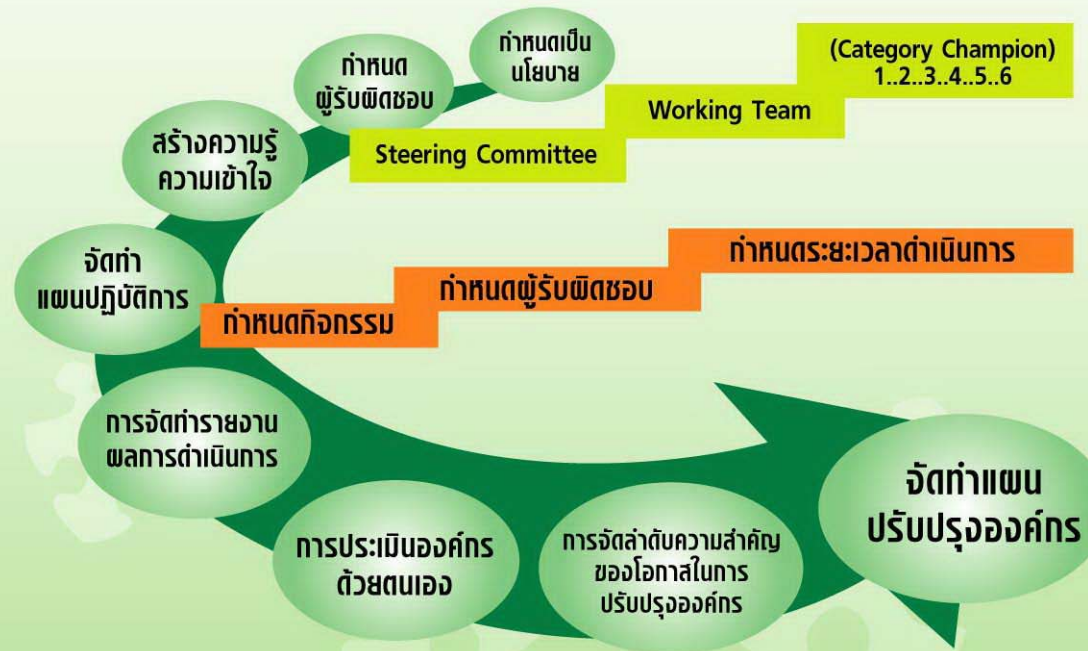 กำหนดเป็น
นโยบาย
กำหนด
ผู้รับผิดชอบ
(Category Champion)
1..2..3..4..5..6
Working Team
Steering Committee
สร้างความรู้
ความเข้าใจ
จัดทำ
แผนปฏิบัติการ
กำหนดระยะเวลาดำเนินการ
กำหนดผู้รับผิดชอบ
กำหนดกิจกรรม
การจัดทำรายงาน
ผลการดำเนินการ
การประเมินองค์กร
ด้วยตนเอง
การจัดลำดับความสำคัญ
ของโอกาสในการ
ปรับปรุงองค์กร
จัดทำแผน
ปรับปรุงองค์กร